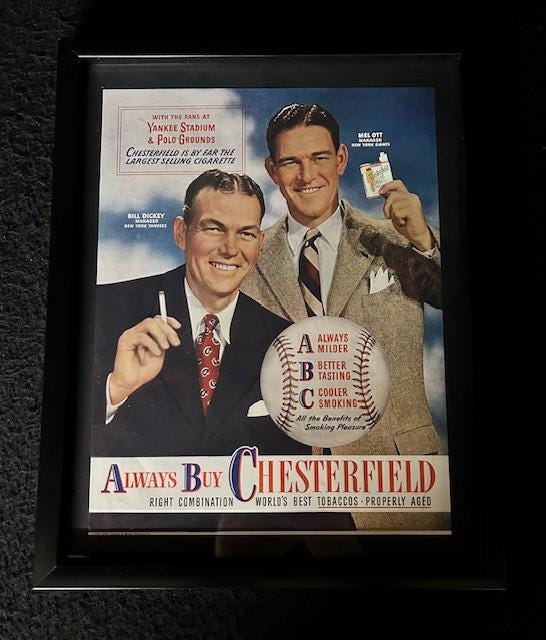 WITH THE FANS AT
YANKEE STADIUM
& POLO GROUNDS
CHESTERFIELD IS BY FAR THE
LARGEST SELLING CIGARETTE
MEL OTT
MANAGER
NEW YORK GIANTS
BILL DICKEY
MANAGER
NEW YORK YANKEES
A ALWAYS
MILDER
B BETTER
TASTING
C COOLER
SMOKING
All the Benefits of
Smoking Pleasure
ALWAYS BUY CHESTERFIELD
RIGHT COMBINATION WORLD'S BEST TOBACCOS - PROPERLY AGED